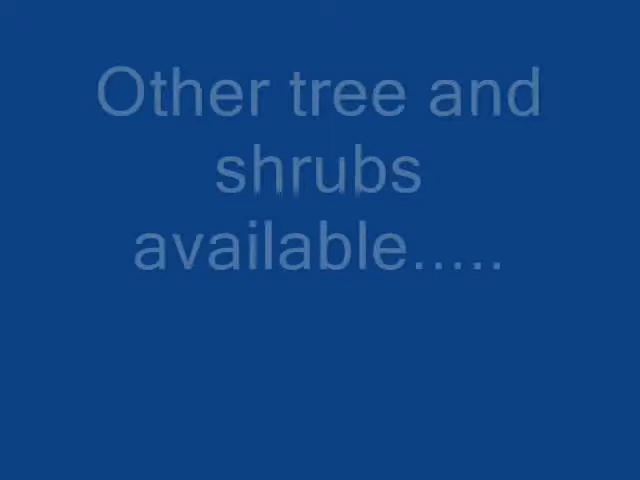 Other tree and
shrubs
available.....